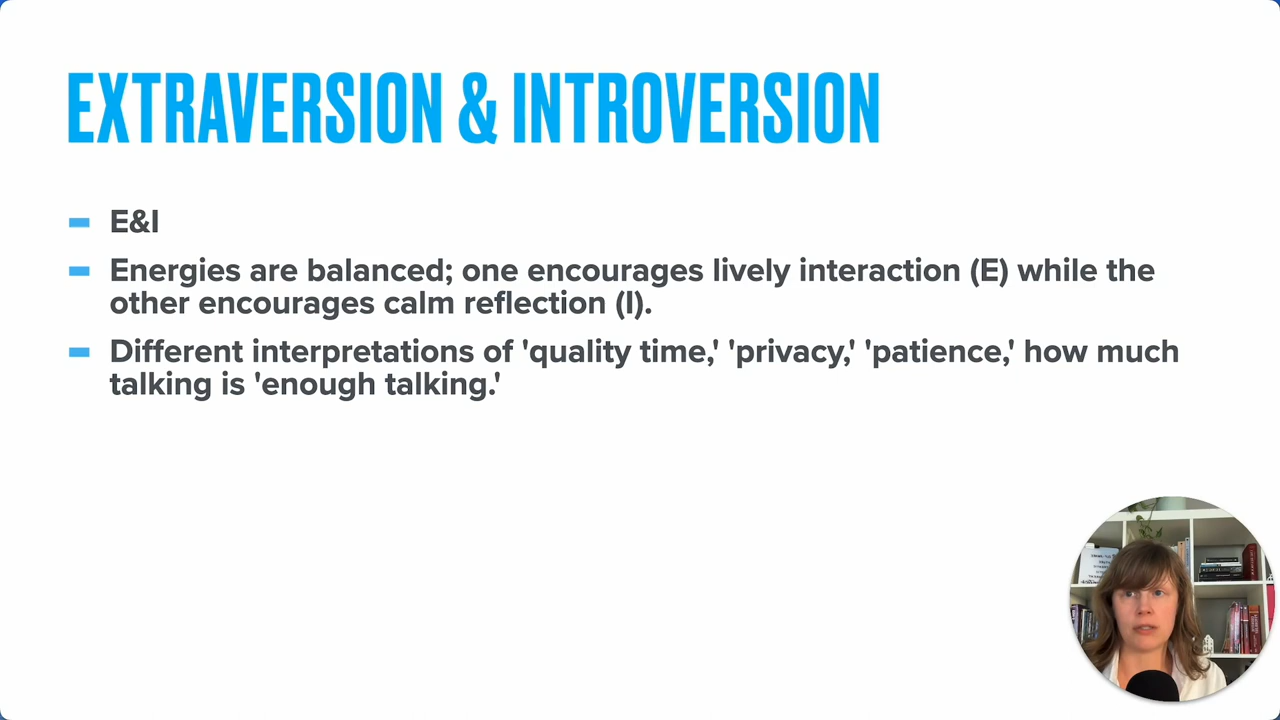 EXTRAVERSION & INTROVERSION
E&I
Energies are balanced; one encourages lively interaction (E) while the
other encourages calm reflection (I).
Different interpretations of 'quality time,' 'privacy,' 'patience,' how much
talking is 'enough talking.'